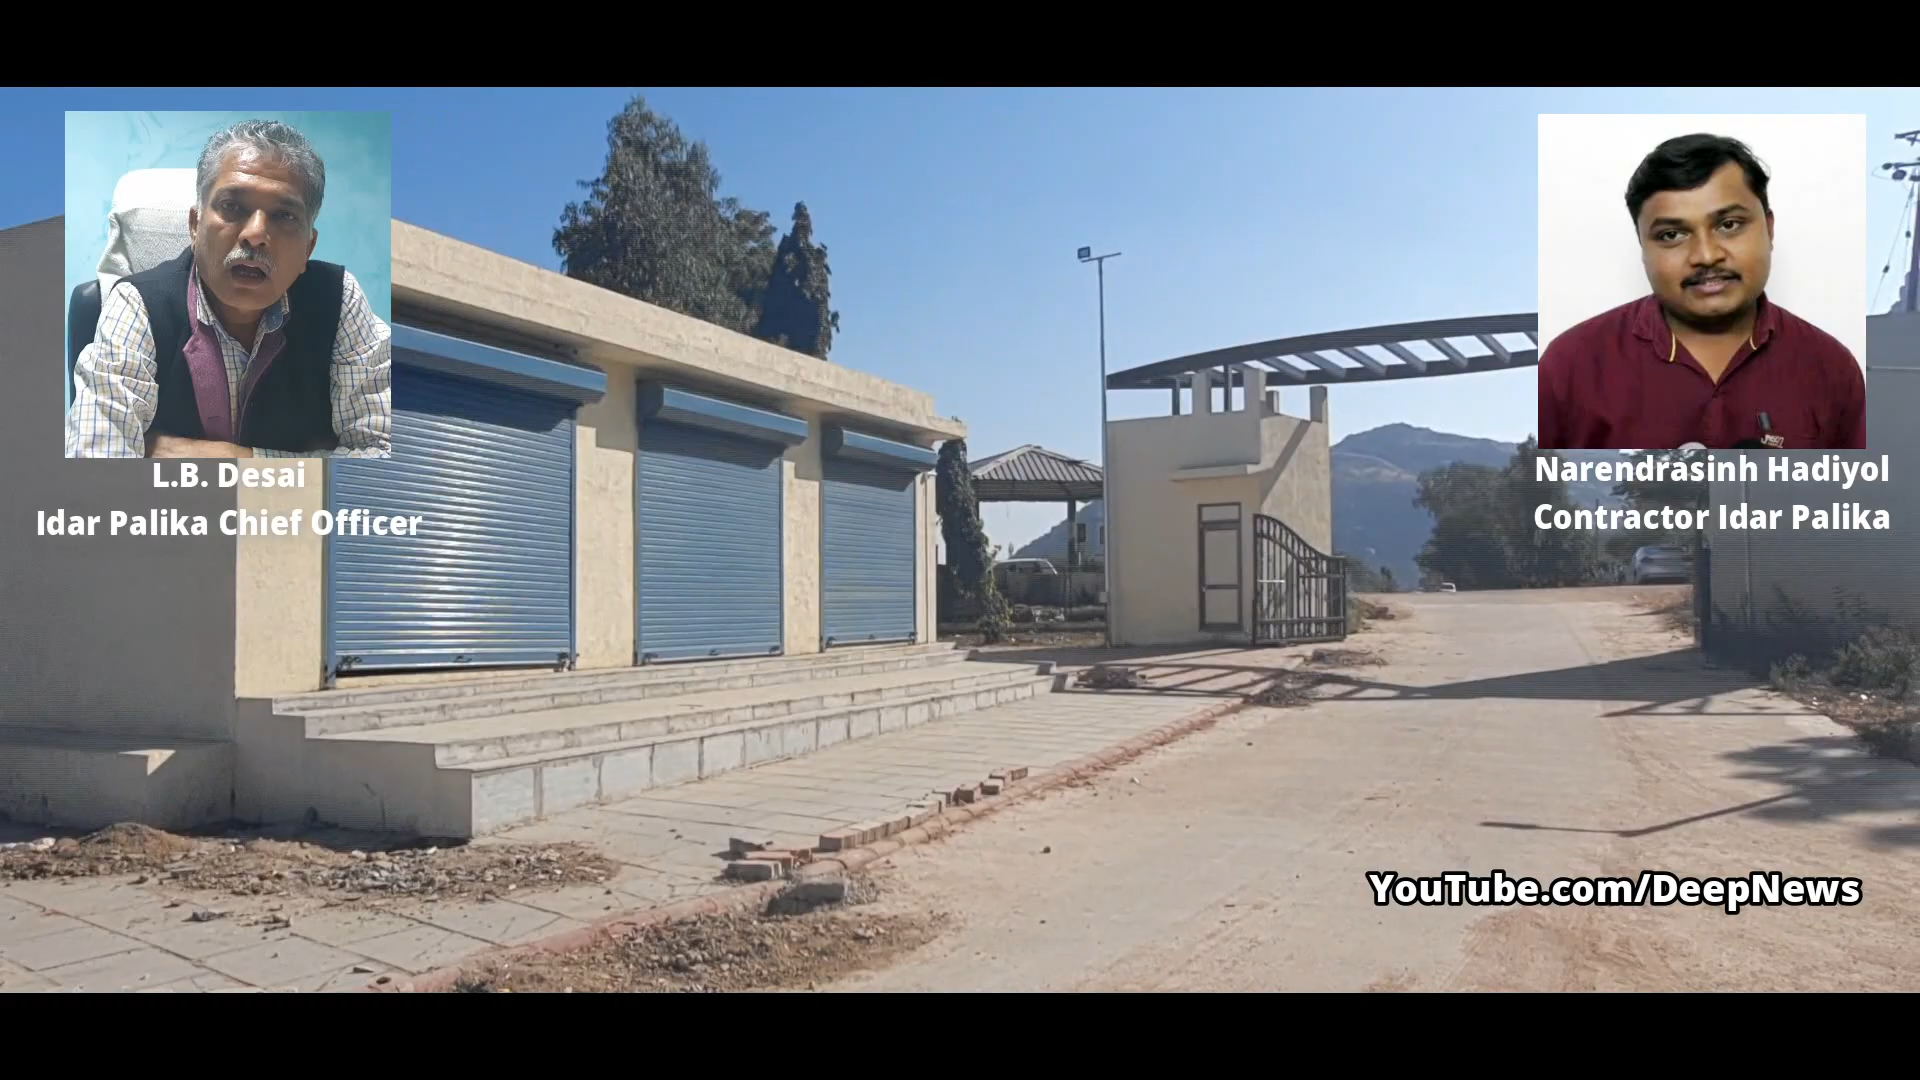 L.B. Desai
Idar Palika Chief Officer
Narendrasinh Hadiyol
Contractor Idar Palika
YouTube.com/DeepNews